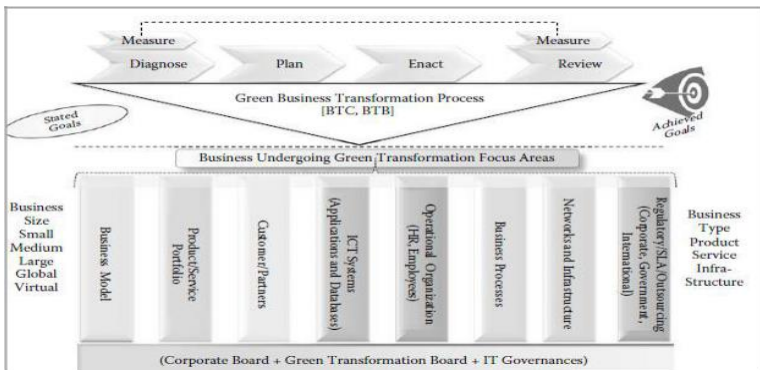 Measure
Measure
Diagnose
Plan
Enact
Review
Green Business Transformation Process
[BTC, BTB]
Stated
Goals
Achieved
Goals
Business Undergoing Green Transformation Focus Areas
Business
Size
Small
Medium
Large
Global
Virtual
Business Model
Product/Service
Portfolio
Customer/Partners
ICT Systems
(Applications and Databases)
Operational Organization
(HR, Employees)
Business Processes
Networks and Infrastructure
Regulatory/SLA/Outsourcing
(Corporate, Government,
International)
Business
Type
Product
Service
Infra-
Structure
(Corporate Board + Green Transformation Board + IT Governances)